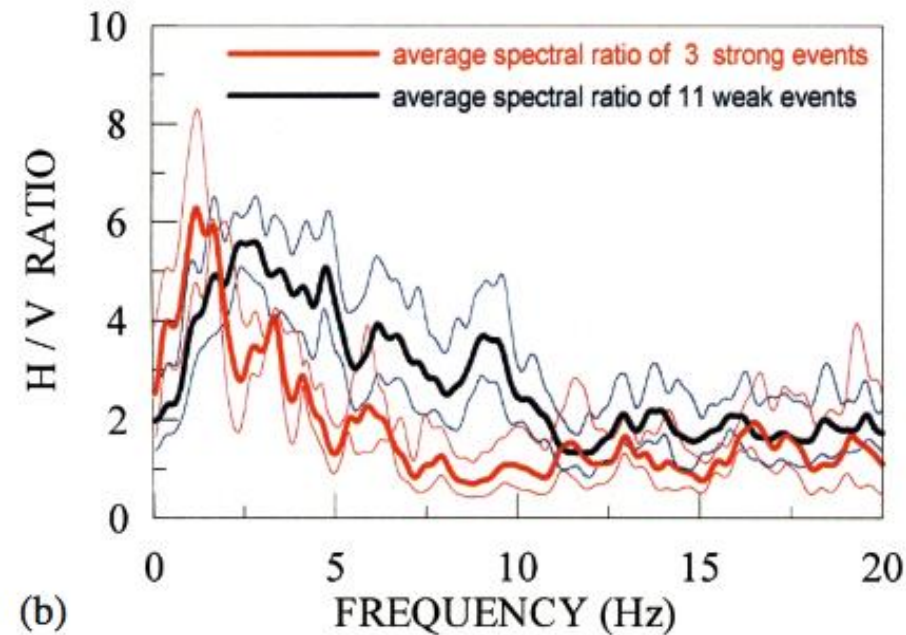 10
average spectral ratio of 3 strong events
average spectral ratio of 11 weak events
8
6
4
2
0
H / V RATIO
0 5 10 15 20
(b) FREQUENCY (Hz)